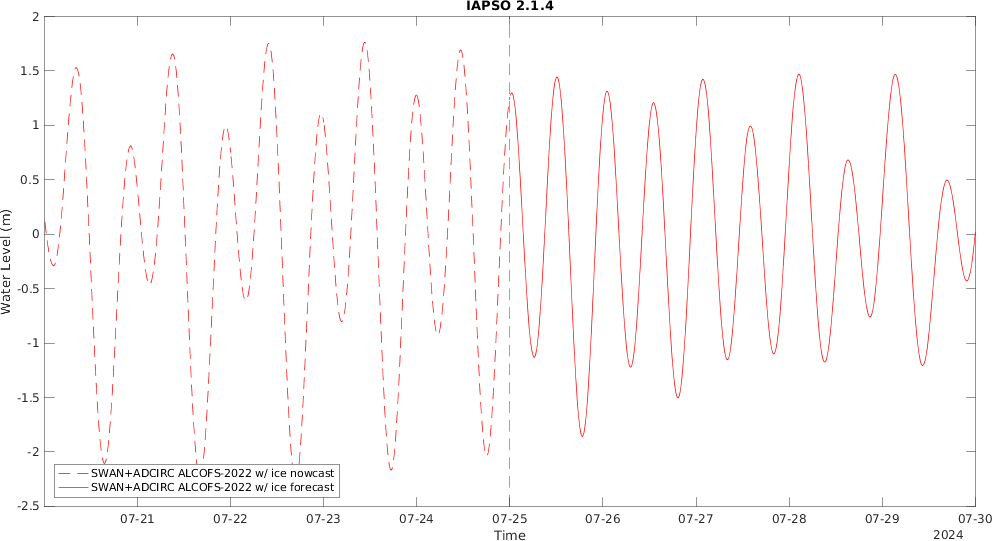 IAPSO 2.1.4
2
1.5
1
0.5
0
-0.5
-1
-1.5
-2
-2.5
Water Level (m)
SWAN+ADCIRC ALCOFS-2022 w/ ice nowcast
SWAN+ADCIRC ALCOFS-2022 w/ ice forecast
07-21 07-22 07-23 07-24 07-25 07-26 07-27 07-28 07-29 07-30
Time
2024